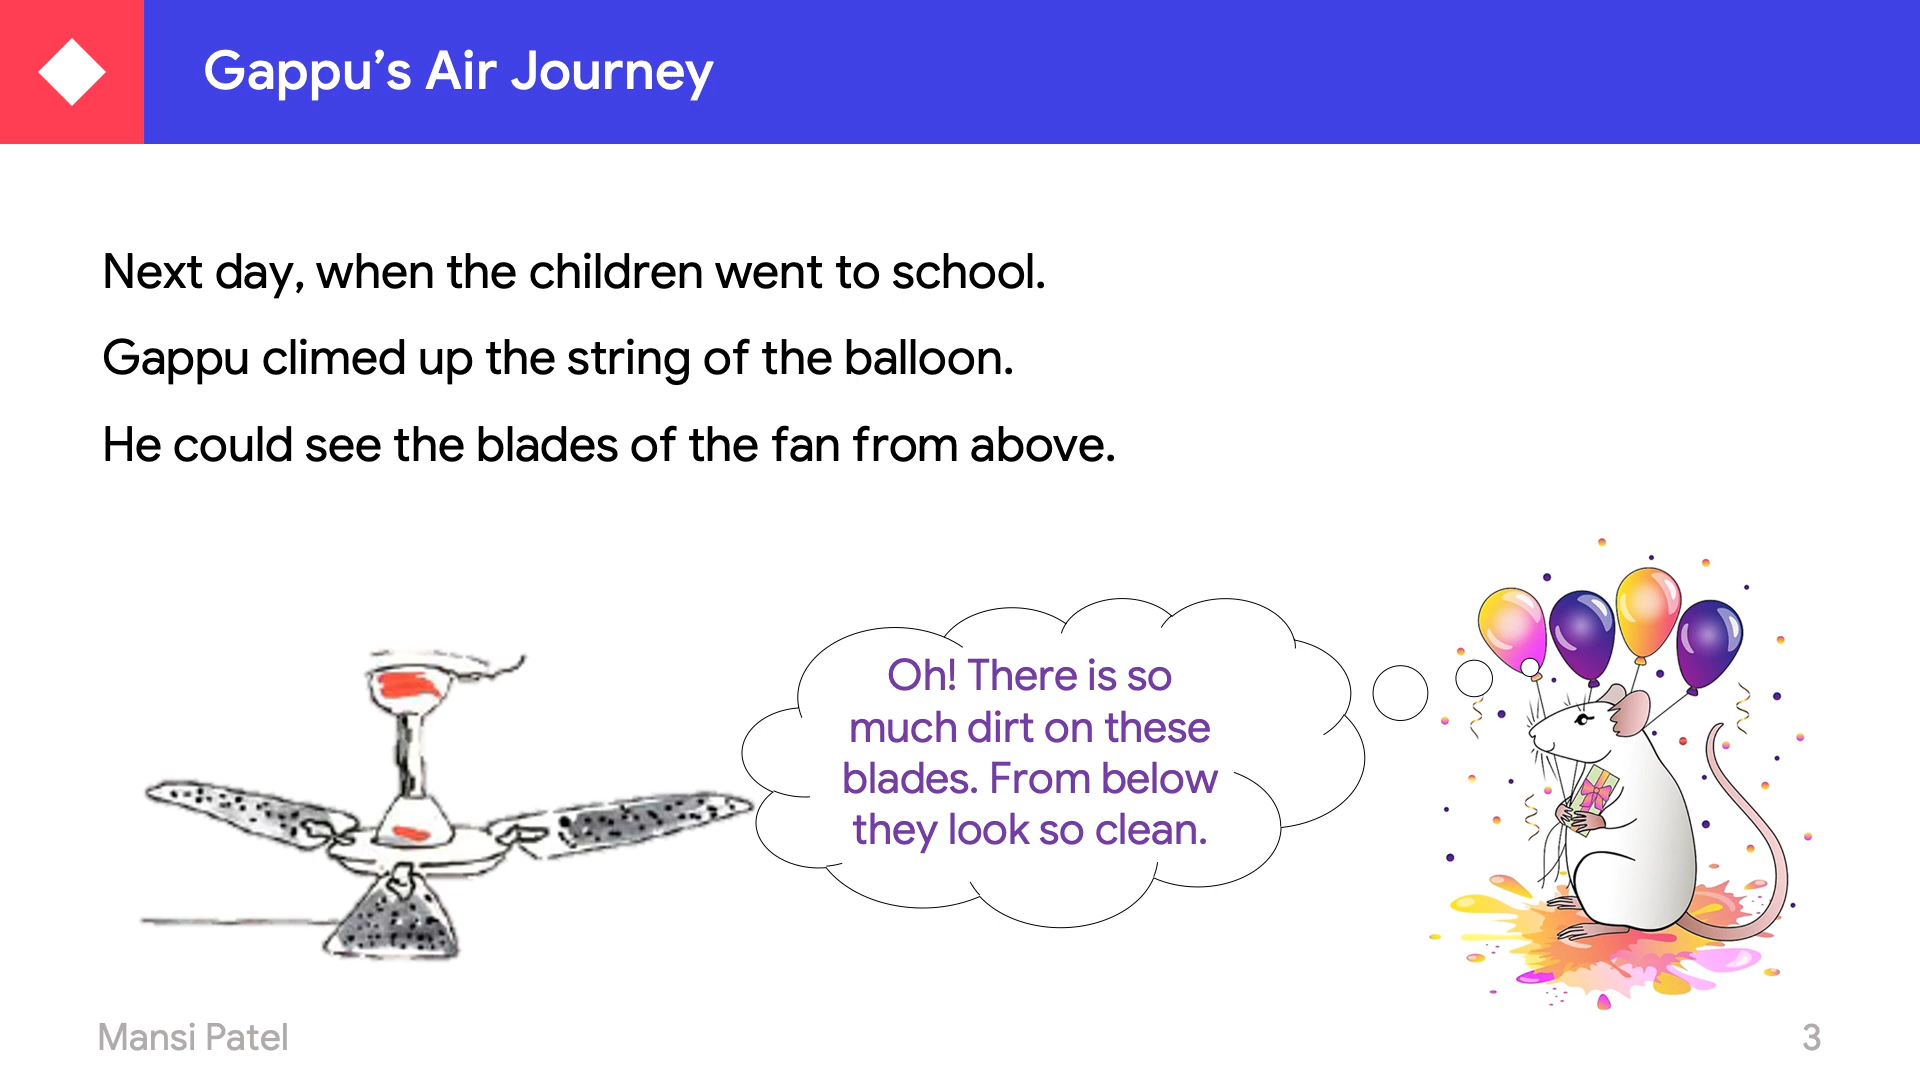 Gappu’s Air Journey
Next day, when the children went to school.
Gappu climed up the string of the balloon.
He could see the blades of the fan from above.
Oh! There is so
much dirt on these
blades. From below
they look so clean.
Mansi Patel
3